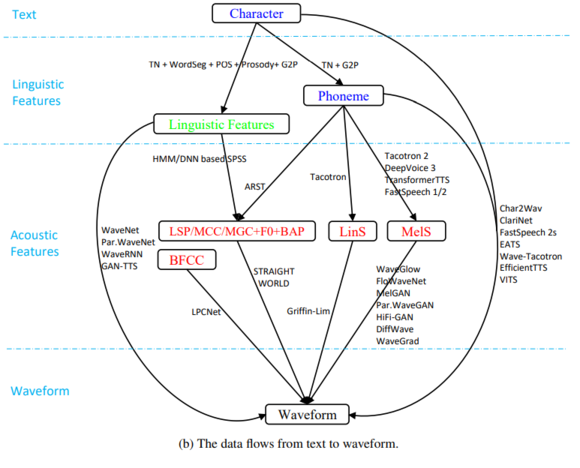 Text
Character
TN + WordSeg + POS + Prosody+ G2P
TN + G2P
Linguistic
Features
Phoneme
Linguistic Features
HMM/DNN based SPSS
ARST
Tacotron
Tacotron 2
DeepVoice 3
TransformerTTS
FastSpeech 1/2
Acoustic
Features
WaveNet
Par.WaveNet
WaveRNN
GAN-TTS
LSP/MCC/MGC+F0+BAP
LinS
MelS
BFCC
Char2Wav
ClariNet
FastSpeech 2s
EATS
Wave-Tacotron
EfficientTTS
VITS
LPCNet
STRAIGHT
WORLD
Griffin-Lim
WaveGlow
FloWaveNet
MelGAN
Par.WaveGAN
HiFi-GAN
DiffWave
WaveGrad
Waveform
Waveform
(b) The data flows from text to waveform.